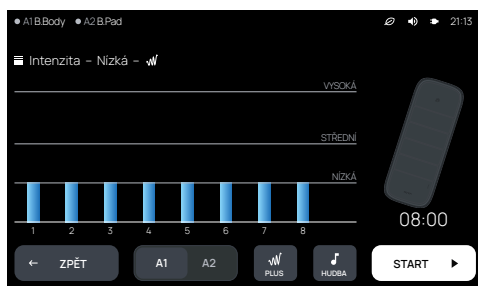 A1 B.Body A2 B.Pad 21:13
Intenzita – Nízká –
VYSOKÁ
STŘEDNÍ
NÍZKÁ
1 2 3 4 5 6 7 8
08:00
← ZPĚT A1 A2 PLUS HUDBA START